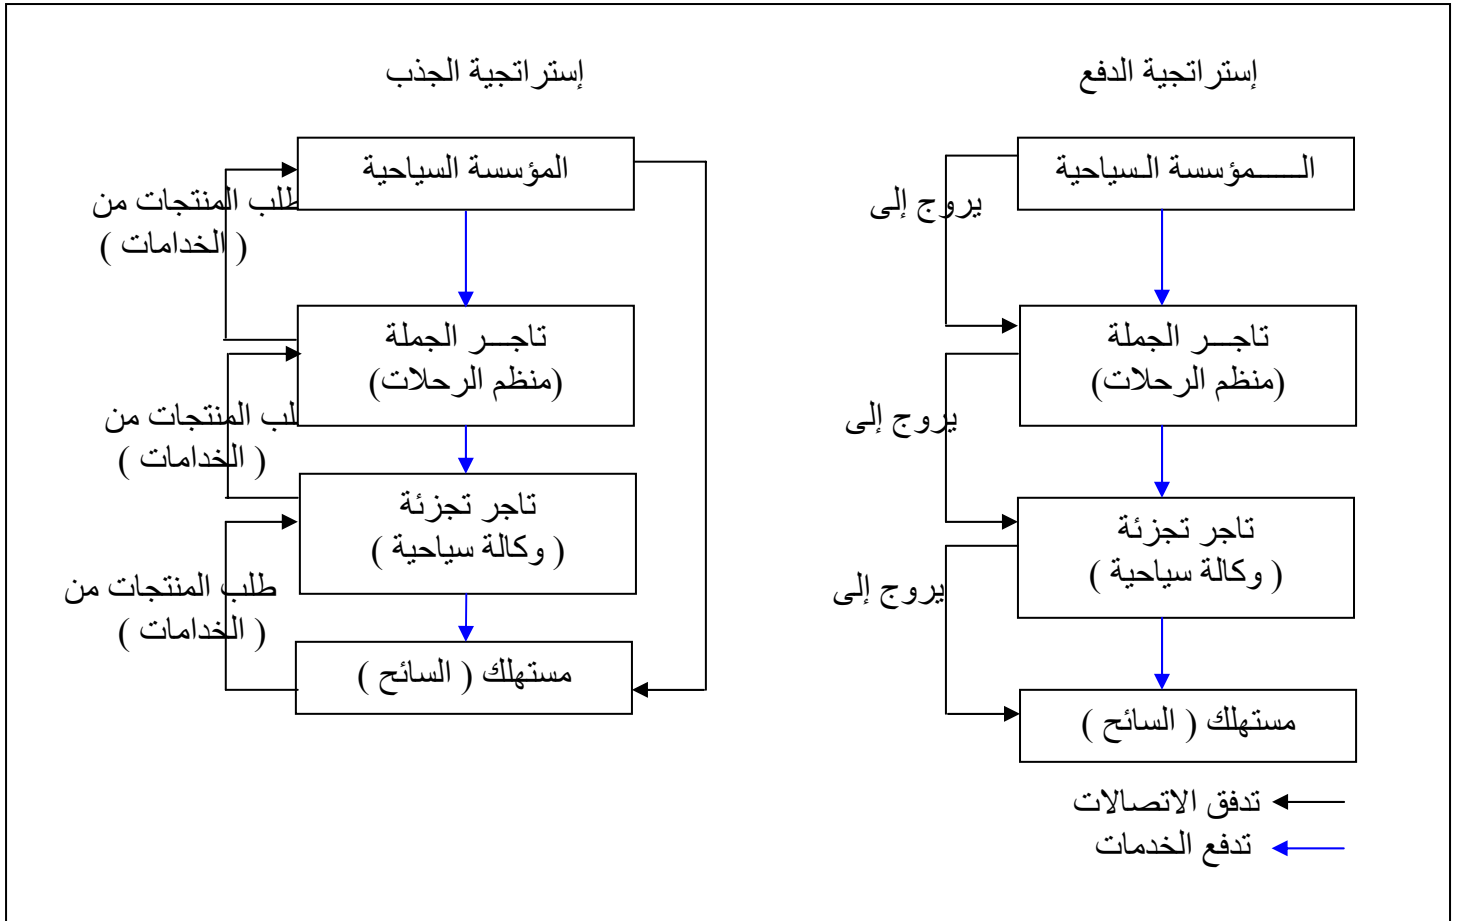 إستراتجية الدفع
الـــــمؤسسة الـسياحية
يروج إلى
تاجـــر الجملة
(منظم الرحلات)
يروج إلى
تاجر تجزئة
( وكالة سياحية )
يروج إلى
مستهلك ( السائح )
تدفق الاتصالات
تدفع الخدمات
إستراتجية الجذب
المؤسسة السياحية
طلب المنتجات من
( الخدامات )
تاجـــر الجملة
(منظم الرحلات)
لب المنتجات من
( الخدامات )
تاجر تجزئة
( وكالة سياحية )
طلب المنتجات من
( الخدامات )
مستهلك ( السائح )